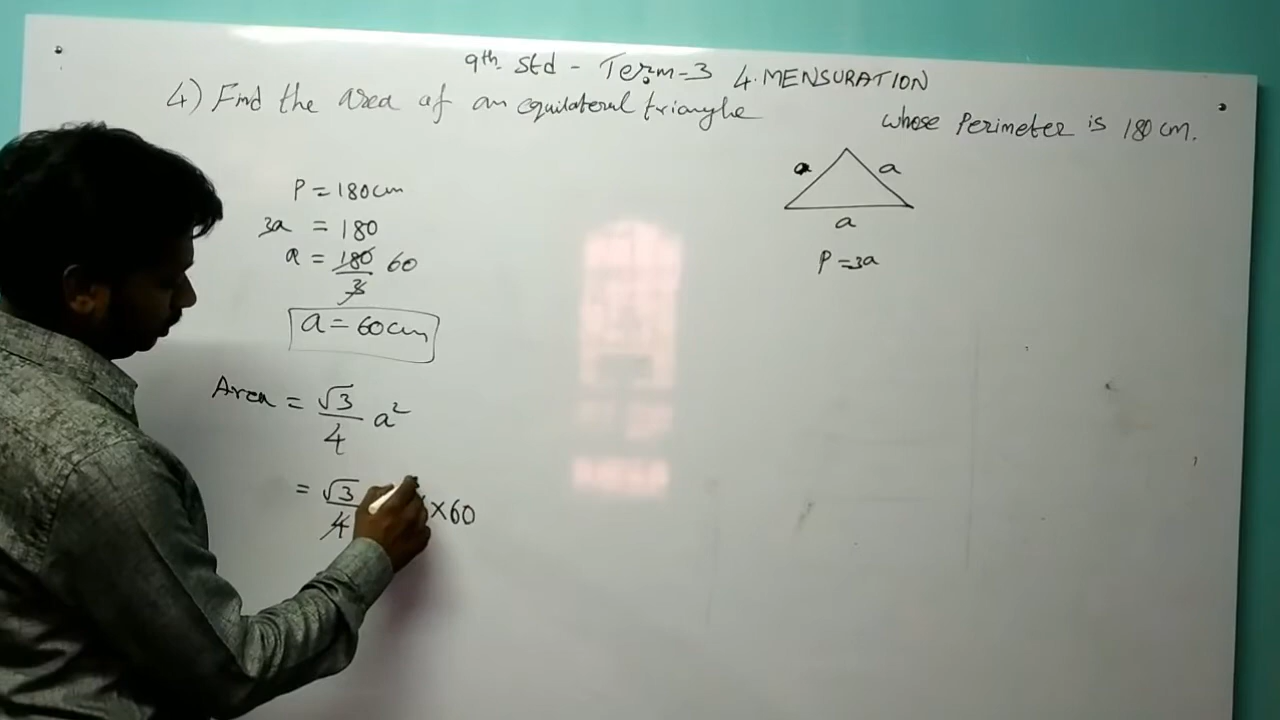 9th Std - Term-3 4. MENSURATION
4) Find the area of an equilateral trianghe whose Perimeter is 180 cm.
P = 180cm
3a = 180
a = 180/3 60
a = 60cm
Area = √3/4 a²
= √3/4 ×60
a a
a
P = 3a